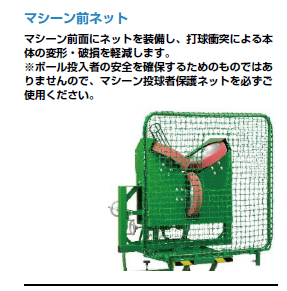 マシーン前ネット
マシーン前面にネットを装備し、打球衝突による本
体の変形・破損を軽減します。
※ボール投入者の安全を確保するためのものではあ
りませんので、マシーン投球者保護ネットを必ずご
使用ください。